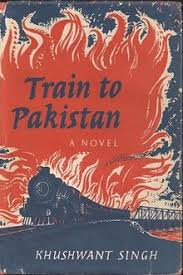 Train to
Pakistan
A NOVEL
KHUSHWANT SINGH